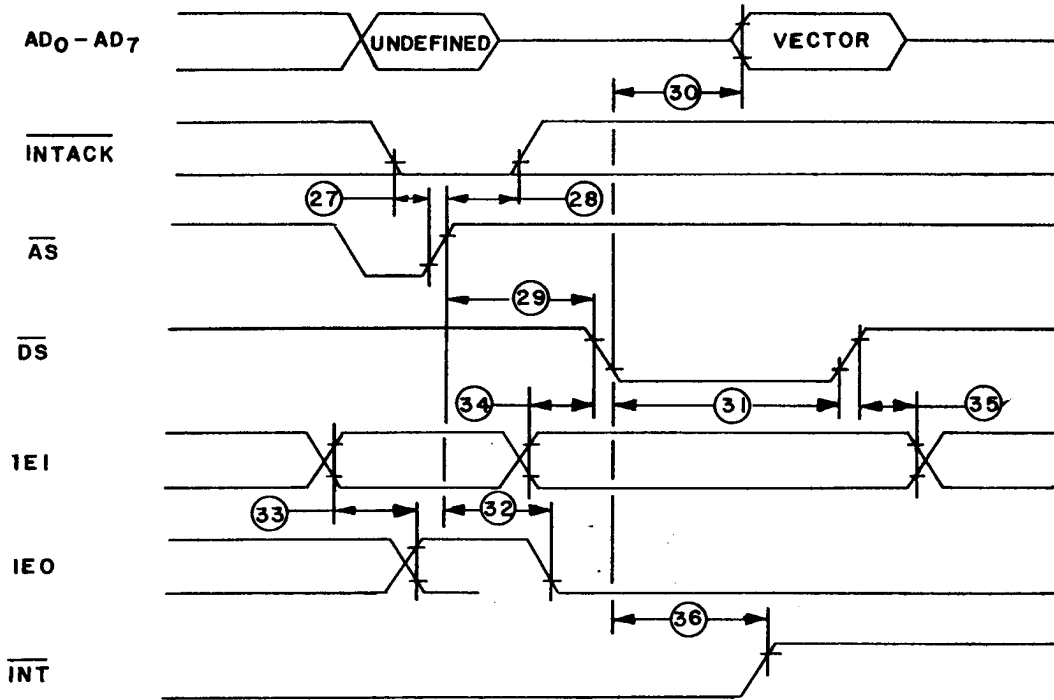 AD0-AD7
UNDEFINED
VECTOR
30
INTACK
27
28
AS
29
DS
34
31
35
IEI
33
32
IEO
36
INT